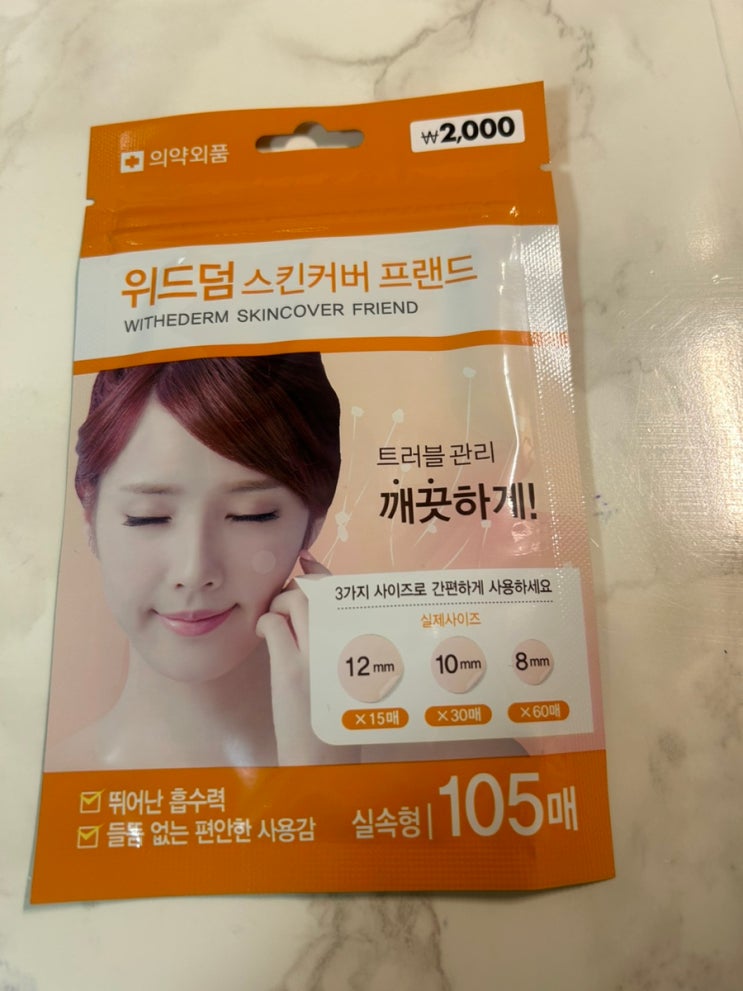 의약외품
₩2,000
위드덤 스킨커버 프랜드
WITHEDERM SKINCOVER FRIEND
트러블 관리
깨끗하게!
3가지 사이즈로 간편하게 사용하세요
실제사이즈
12mm 10mm 8mm
×15매 ×30매 ×60매
뛰어난 흡수력
들뜸 없는 편안한 사용감
실속형 | 105매